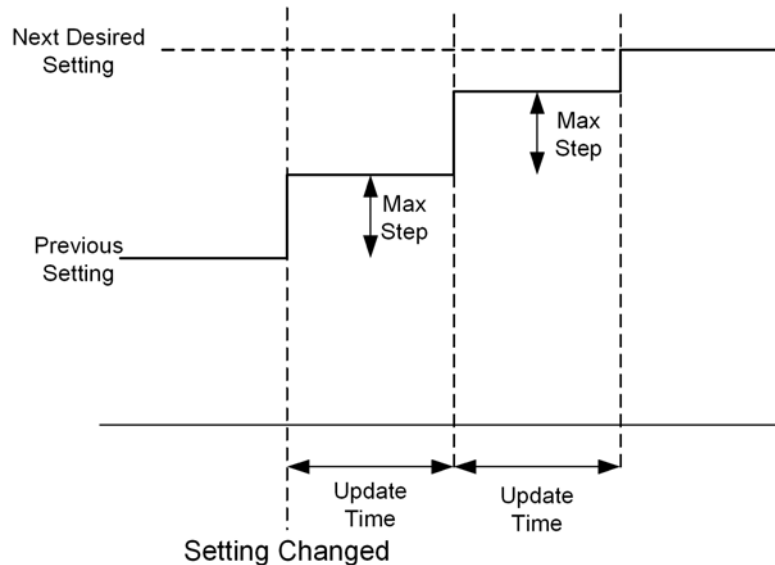 Next Desired
Setting
Max
Step
Max
Step
Previous
Setting
Update
Time
Update
Time
Setting Changed